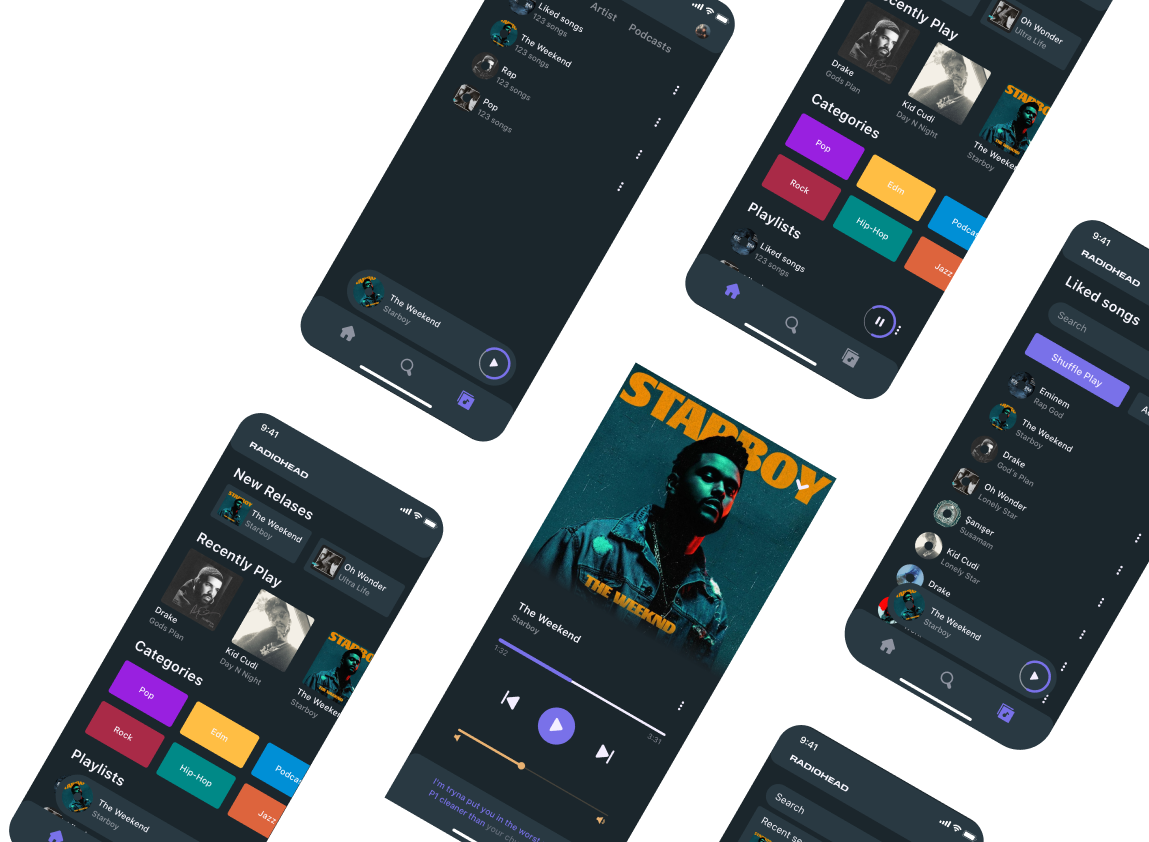 Liked songs
123 songs
The Weekend
123 songs
Rap
123 songs
Pop
123 songs
Artist
Podcasts
The Weekend
Starboy
Recently Play
Oh Wonder
Ultra Life
Drake
Gods Plan
Kid Cudi
Day N Night
STARBOY
The Weeke
Starboy
Categories
Pop
Edm
Podca
Rock
Hip-Hop
Jazz
Playlists
Liked songs
123 songs
9:41
RADIOHEAD
Liked songs
Search
Shuffle Play
Eminem
Rap God
The Weekend
Starboy
Drake
God's Plan
Oh Wonder
Lonely Star
Şanışer
Susamam
Kid Cudi
Lonely Star
Drake
The Weekend
Starboy
9:41
RADIOHEAD
New Relases
STARBOY
The Weekend
Starboy
Oh Wonder
Ultra Life
Recently Play
Drake
Gods Plan
Kid Cudi
Day N Night
STARBOY
The Weeke
Starboy
Categories
Pop
Edm
Podca
Rock
Hip-Hop
Jazz
Playlists
The Weekend
Starboy
STARBOY
THE WEEKND
The Weekend
Starboy
1:32
3:31
I'm tryna put you in the worst
P1 cleaner than your ch
9:41
RADIOHEAD
Search
Recent se